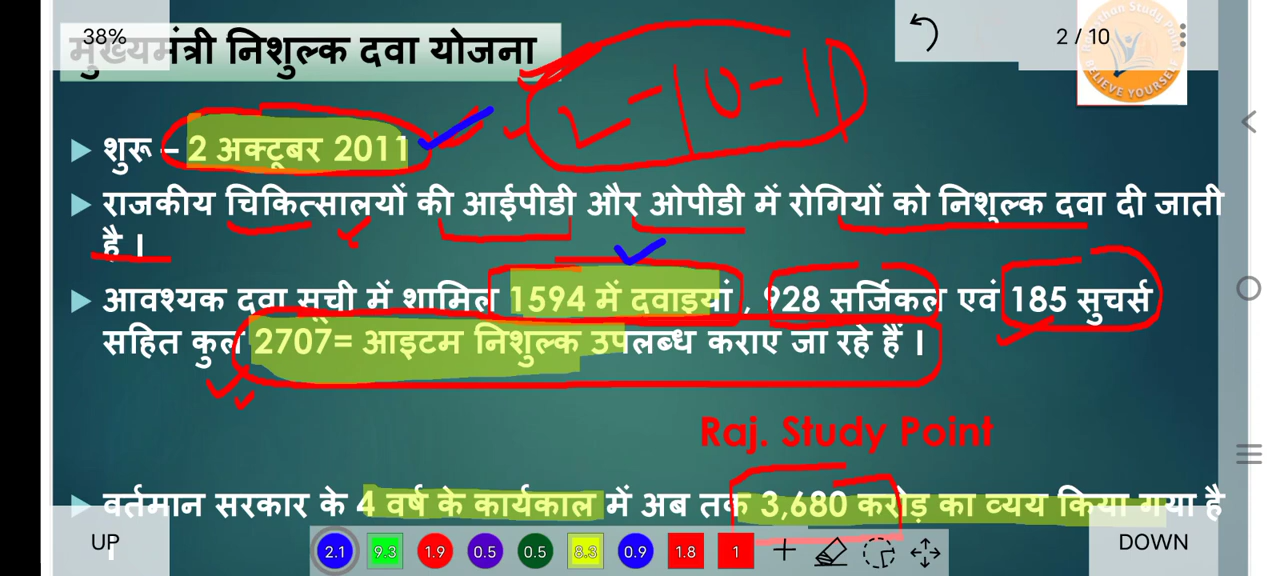 38%
2 / 10
मुख्यमंत्री निशुल्क दवा योजना
2-10-11
BELIEVE YOURSELF
शुरू – 2 अक्टूबर 2011
राजकीय चिकित्सालयों की आईपीडी और ओपीडी में रोगियों को निशुल्क दवा दी जाती
है ।
आवश्यक दवा सूची में शामिल 1594 में दवाइयां , 928 सर्जिकल एवं 185 सुचर्स
सहित कुल 2707= आइटम निशुल्क उपलब्ध कराए जा रहे हैं ।
Raj. Study Point
वर्तमान सरकार के 4 वर्ष के कार्यकाल में अब तक 3,680 करोड़ का व्यय किया गया है
।
UP
2.1 9.3 1.9 0.5 0.5 8.3 0.9 1.8 1
DOWN